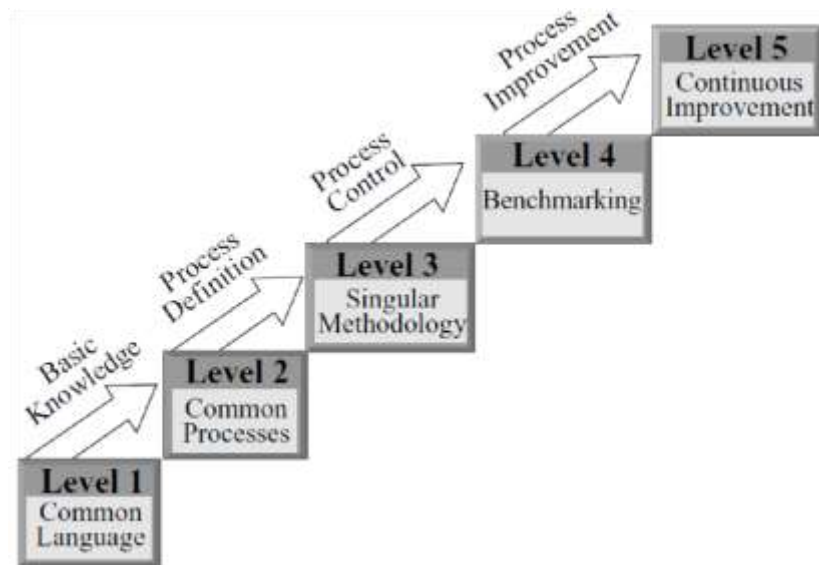 Level 5
Continuous
Improvement
Process
Improvement
Level 4
Benchmarking
Process
Control
Level 3
Singular
Methodology
Process
Definition
Level 2
Common
Processes
Basic
Knowledge
Level 1
Common
Language